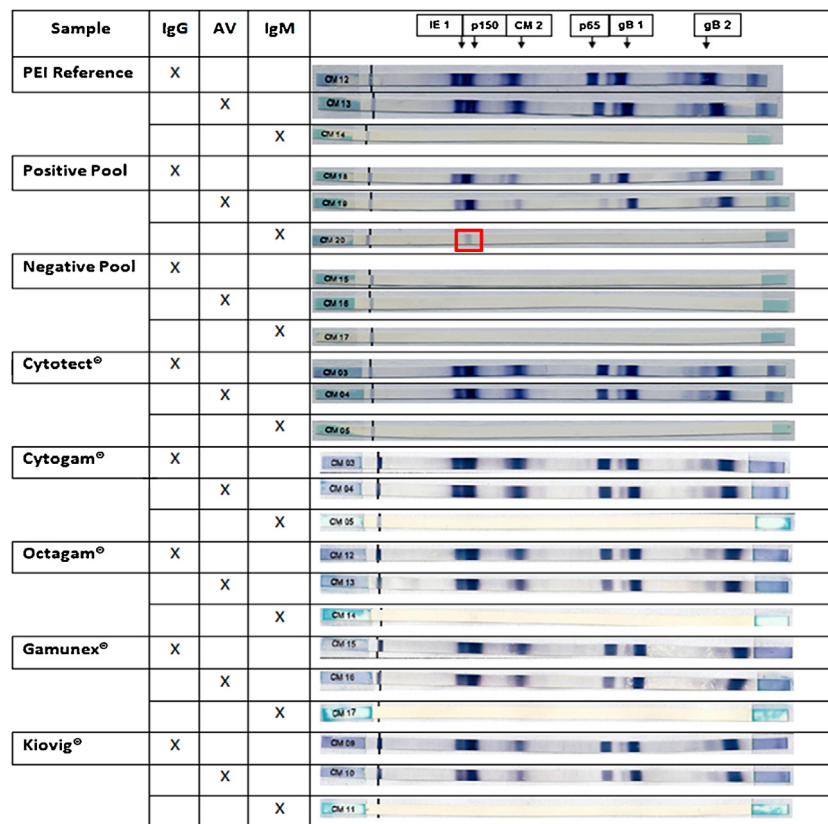 Sample IgG AV IgM IE 1 p150 CM 2 p65 gB 1 gB 2
PEI Reference X CM 12
X CM 13
X CM 14
Positive Pool X CM 18
X CM 19
X CM 20
Negative Pool X CM 15
X CM 16
X CM 17
Cytotect® X CM 03
X CM 04
X CM 05
Cytogam® X CM 03
X CM 04
X CM 05
Octagam® X CM 12
X CM 13
X CM 14
Gamunex® X CM 15
X CM 16
X CM 17
Kiovig® X CM 09
X CM 10
X CM 11